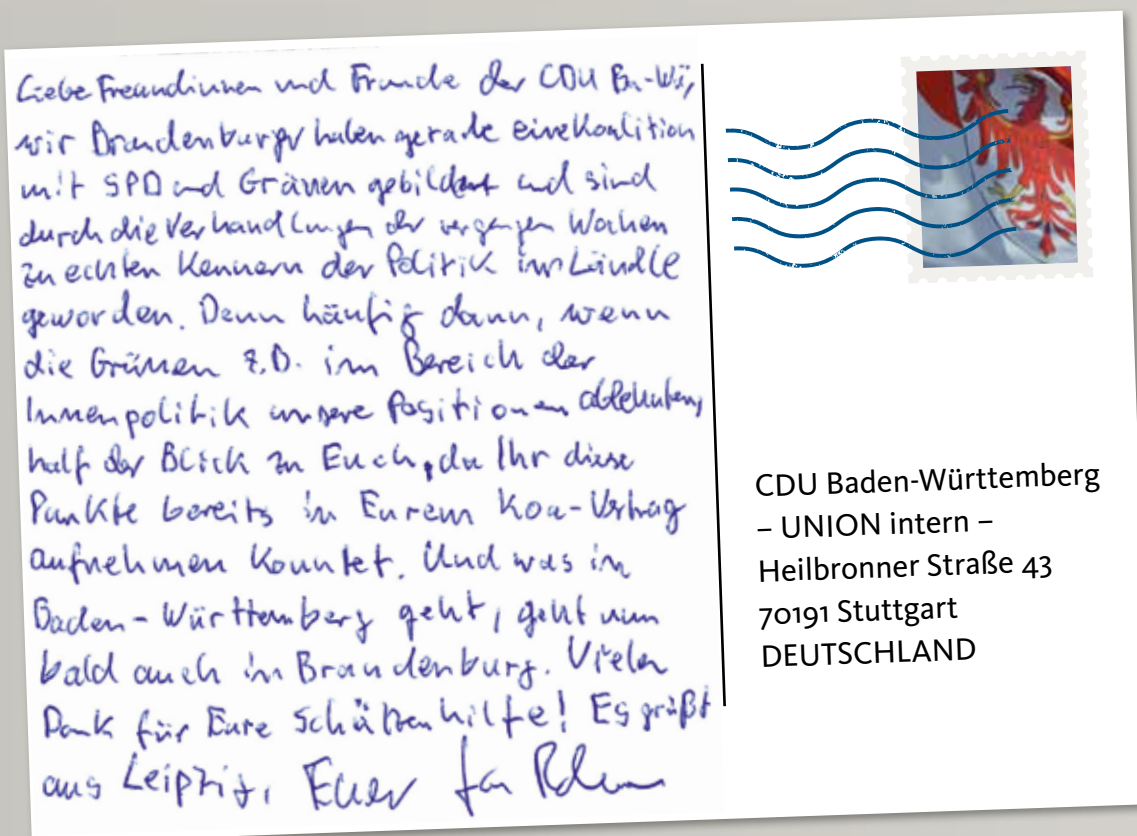 Liebe Freundinnen und Freunde der CDU Ba-Wü,
wir Brandenburger haben gerade eine Koalition
mit SPD und Grünen gebildet und sind
durch die Verhandlungen der vergangen Wochen
zu echten Kennern der Politik im Ländle
geworden. Denn häufig dann, wenn
die Grünen z.B. im Bereich der
Innenpolitik unsere Positionen ablehnten,
half der Blick zu Euch, da Ihr diese
Punkte bereits in Eurem Koa-Vertrag
aufnehmen konntet. Und was in
Baden-Württemberg geht, geht nun
bald auch in Brandenburg. Vielen
Dank für Eure Schützenhilfe! Es grüßt
aus Leipzig, Euer
CDU Baden-Württemberg
– UNION intern –
Heilbronner Straße 43
70191 Stuttgart
DEUTSCHLAND